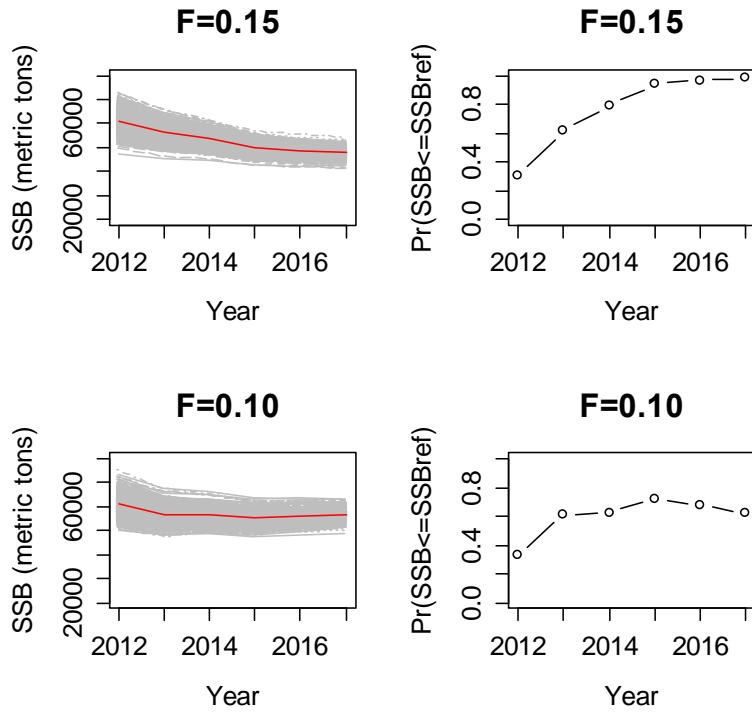 F=0.15
SSB (metric tons)
60000
20000
2012 2014 2016
Year
F=0.15
Pr(SSB<=SSBref)
0.8
0.4
0.0
2012 2014 2016
Year
F=0.10
SSB (metric tons)
60000
20000
2012 2014 2016
Year
F=0.10
Pr(SSB<=SSBref)
0.8
0.4
0.0
2012 2014 2016
Year